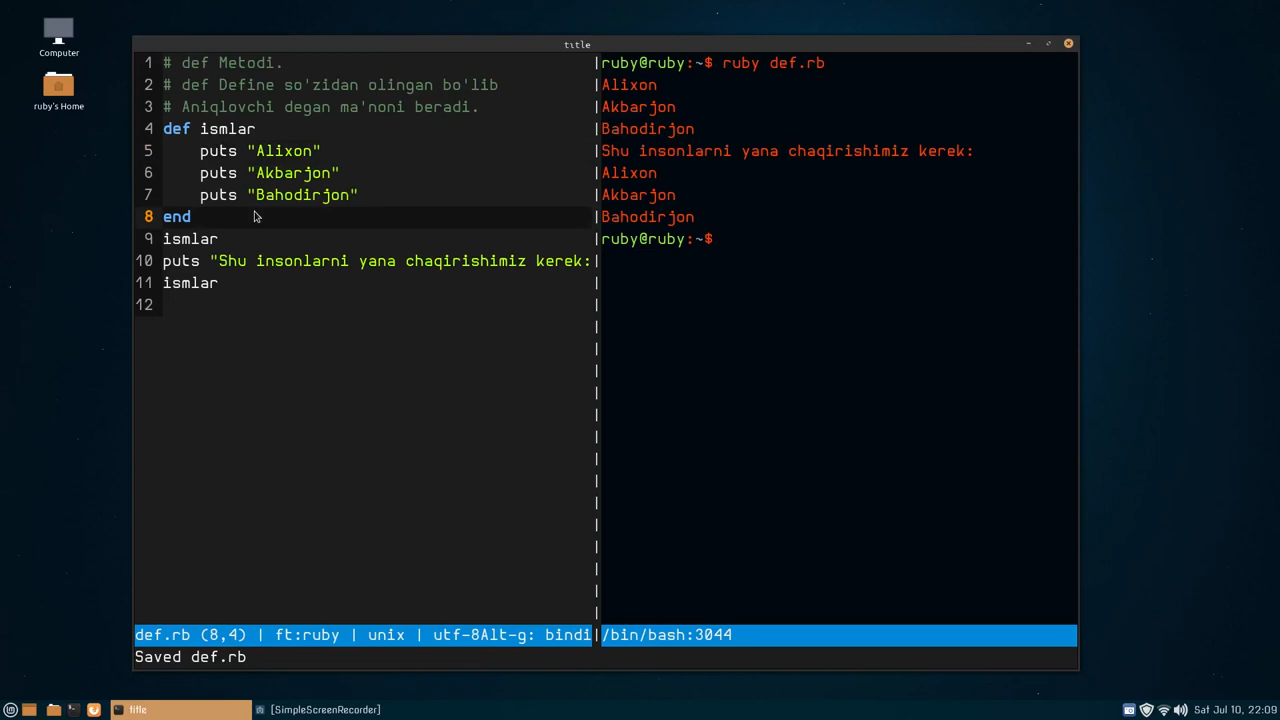 Computer
ruby's Home
title
1 # def Metodi.
2 # def Define so'zidan olingan bo'lib
3 # Aniqlovchi degan ma'noni beradi.
4 def ismlar
5 puts "Alixon"
6 puts "Akbarjon"
7 puts "Bahodirjon"
8 end
9 ismlar
10 puts "Shu insonlarni yana chaqirishimiz kerek:
11 ismlar
12
def.rb (8,4) | ft:ruby | unix | utf-8Alt-g: bindi
Saved def.rb
ruby@ruby:~$ ruby def.rb
Alixon
Akbarjon
Bahodirjon
Shu insonlarni yana chaqirishimiz kerek:
Alixon
Akbarjon
Bahodirjon
ruby@ruby:~$
/bin/bash:3044
title
[SimpleScreenRecorder]
Sat Jul 10, 22:09